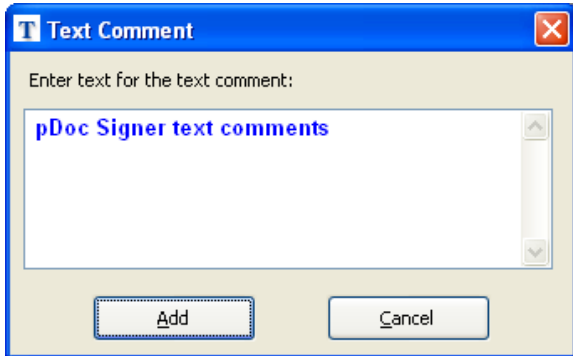 T Text Comment
Enter text for the text comment:
pDoc Signer text comments
Add
Cancel